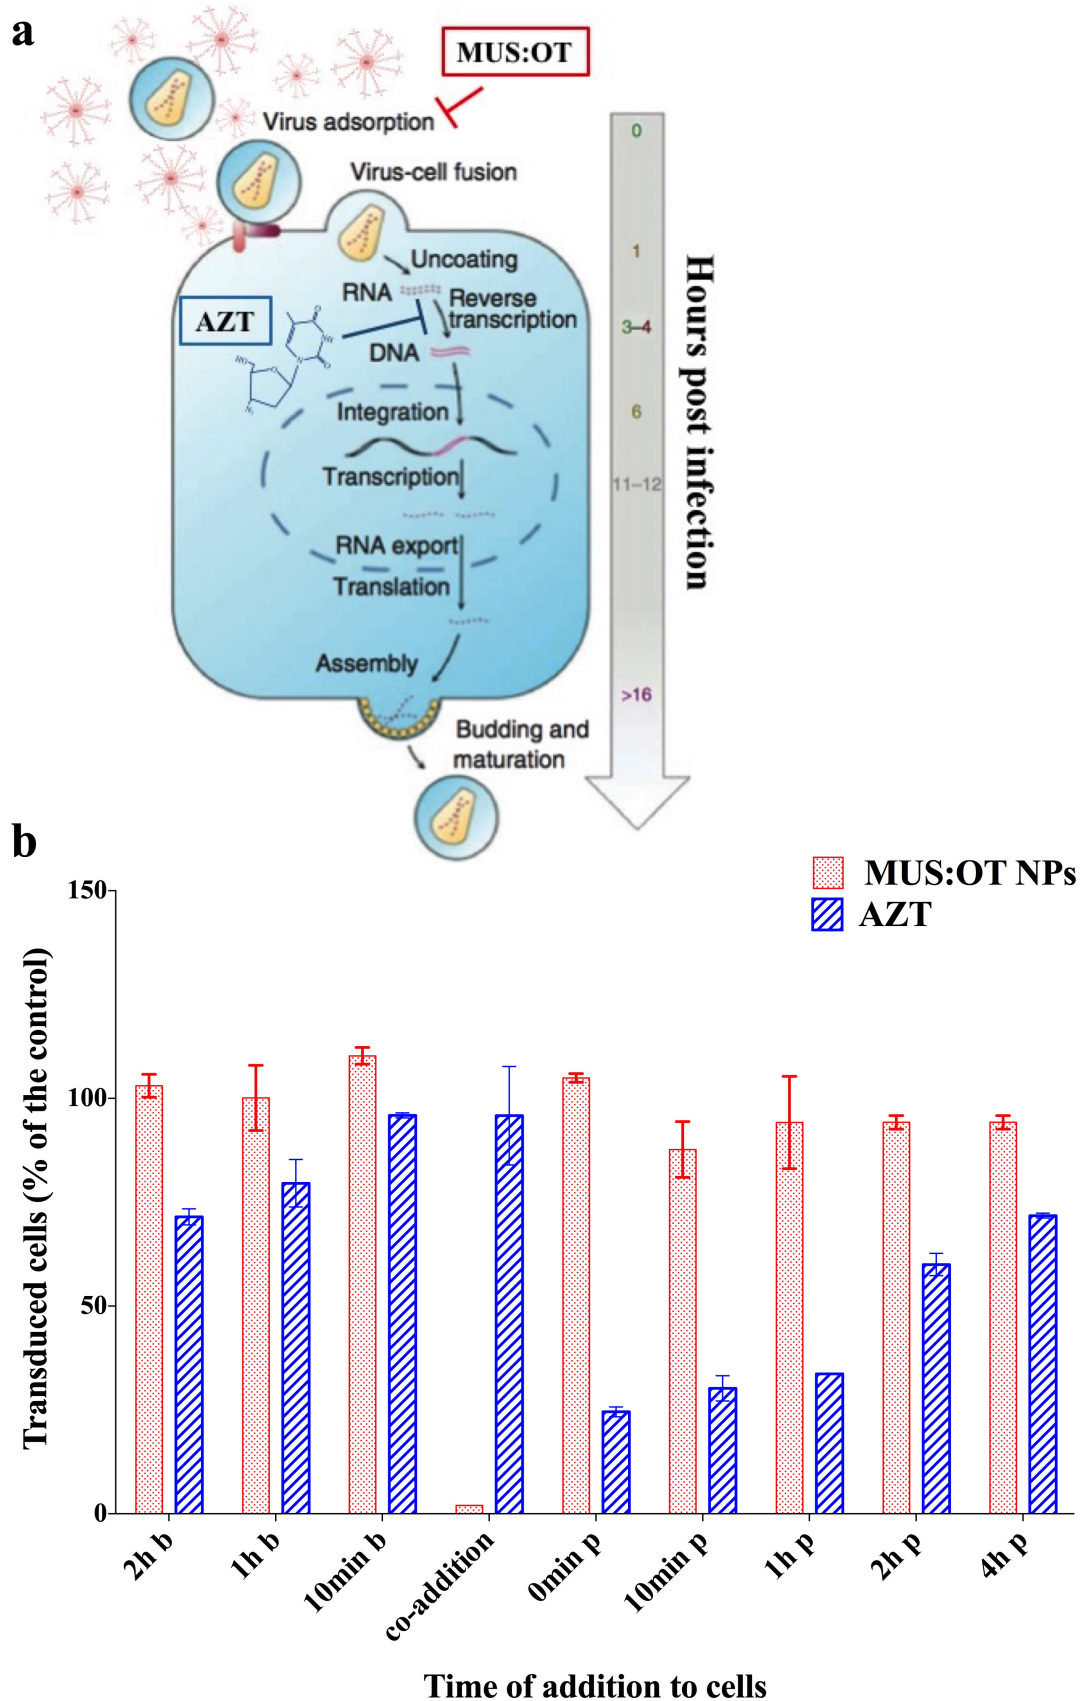 a
MUS:OT
Virus adsorption
Virus-cell fusion
Uncoating
RNA
Reverse
transcription
AZT
DNA
HO
O
NH
N
O
O
N₃
Integration
Transcription
RNA export
Translation
Assembly
Budding and
maturation
0
1
3–4
6
11–12
>16
Hours post infection
b
MUS:OT NPs
AZT
Transduced cells (% of the control)
150
100
50
0
2h b
1h b
10min b
co-addition
0min p
10min p
1h p
2h p
4h p
Time of addition to cells